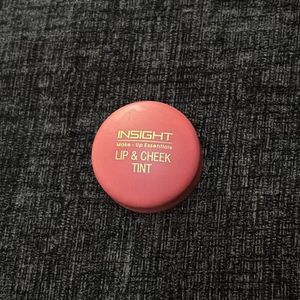 INSIGHT
Make - Up Essentials
LIP & CHEEK
TINT